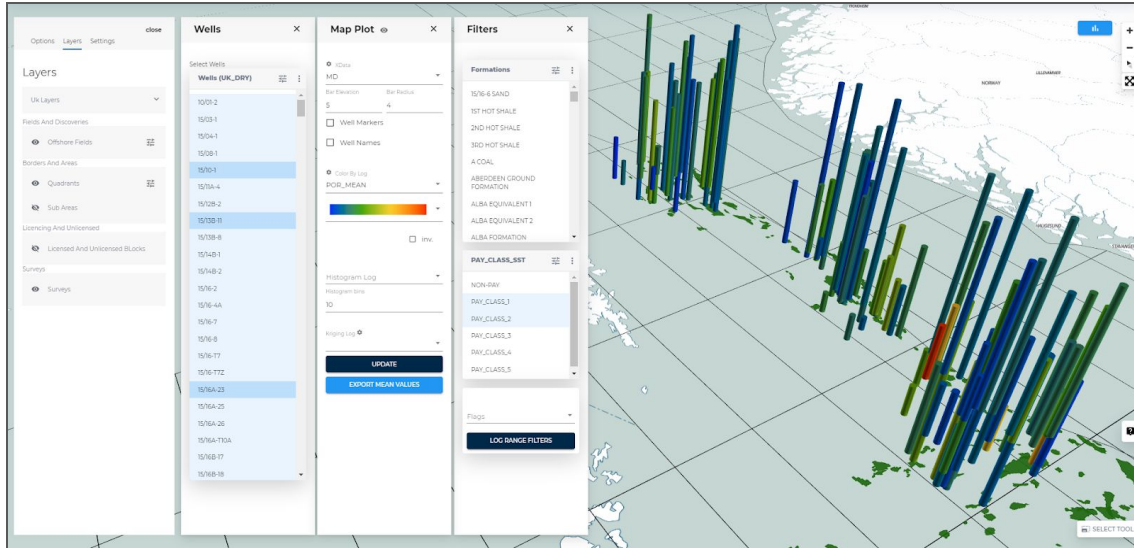 close
Options Layers Settings
Layers
Uk Layers
Fields And Discoveries
Offshore Fields
Borders And Areas
Quadrants
Sub Areas
Licencing And Unlicensed
Licensed And Unlicensed BLocks
Surveys
Surveys
Wells
Select Wells
Wells (UK_DRY)
10/01-2
15/03-1
15/04-1
15/08-1
15/10-1
15/11A-4
15/12B-2
15/13B-11
15/13B-8
15/14B-1
15/14B-2
15/16-2
15/16-4A
15/16-7
15/16-8
15/16-T7
15/16-T7Z
15/16A-23
15/16A-25
15/16A-26
15/16A-T10A
15/16B-17
15/16B-18
Map Plot
XData
MD
Bar Elevation Bar Radius
5 4
Well Markers
Well Names
Color By Log
POR_MEAN
Inv.
Histogram Log
Histogram bins
10
Kriging Log
UPDATE
EXPORT MEAN VALUES
Filters
Formations
15/16-6 SAND
1ST HOT SHALE
2ND HOT SHALE
3RD HOT SHALE
A COAL
ABERDEEN GROUND
FORMATION
ALBA EQUIVALENT 1
ALBA EQUIVALENT 2
ALBA FORMATION
PAY_CLASS_SST
NON-PAY
PAY_CLASS_1
PAY_CLASS_2
PAY_CLASS_3
PAY_CLASS_4
PAY_CLASS_5
Flags
LOG RANGE FILTERS
NORWAY
LILLEHAMMER
HAUGESUND
SELECT TOOL